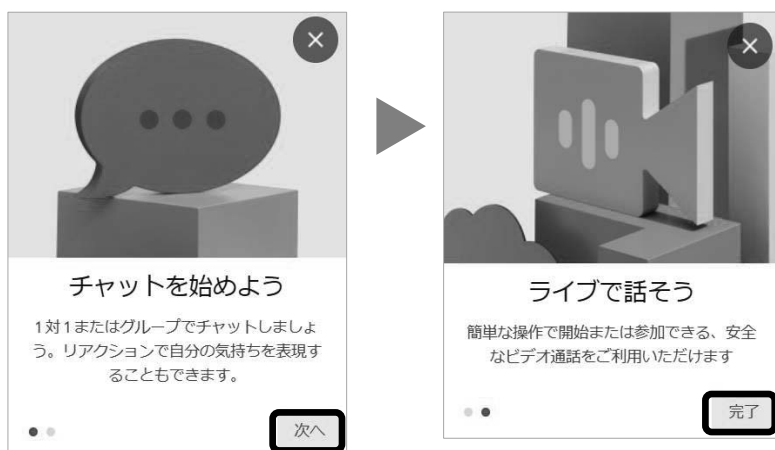 チャットを始めよう
1対1またはグループでチャットしましょ
う。リアクションで自分の気持ちを表現す
ることもできます。
次へ
ライブで話そう
簡単な操作で開始または参加できる、安全
なビデオ通話をご利用いただけます
完了